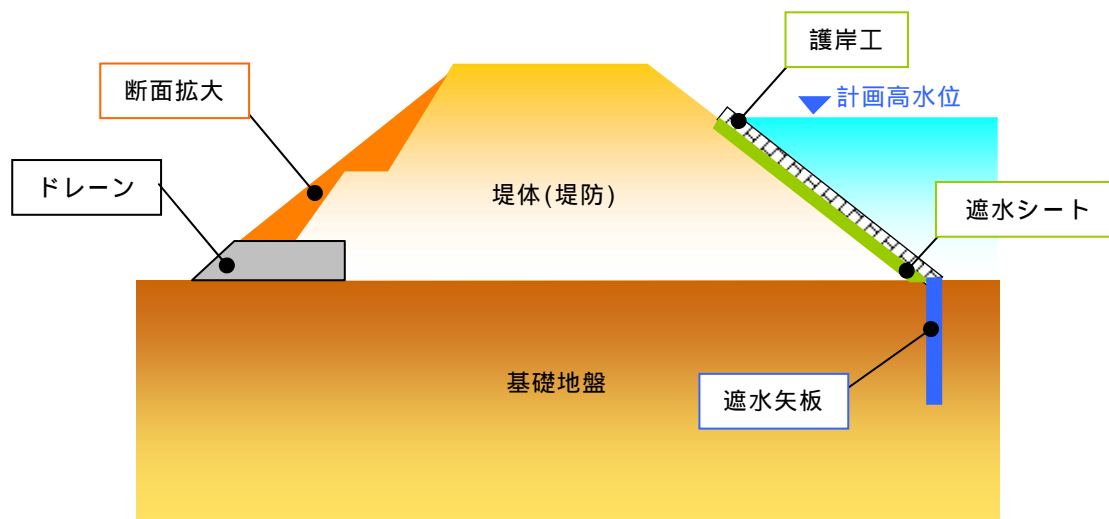 護岸工
断面拡大
計画高水位
ドレーン
堤体(堤防)
遮水シート
基礎地盤
遮水矢板